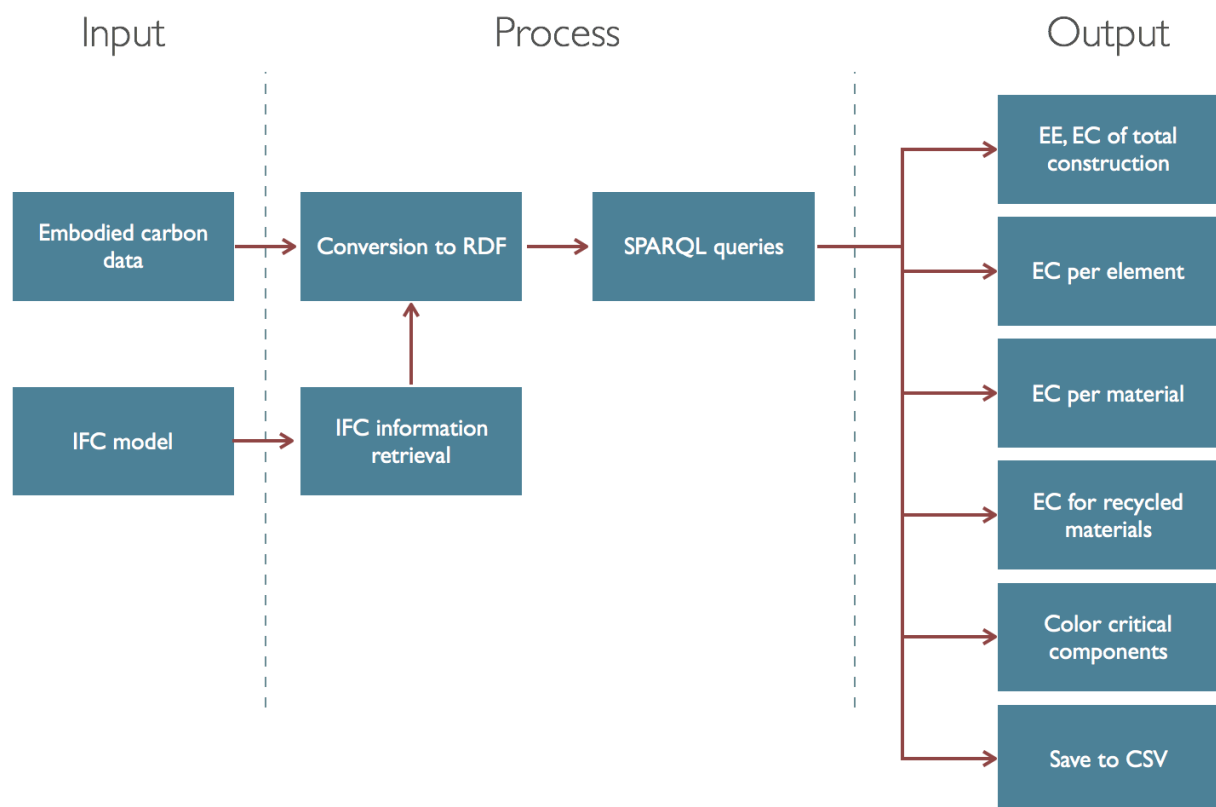 Input
Process
Output
Embodied carbon
data
Conversion to RDF
SPARQL queries
IFC model
IFC information
retrieval
EE, EC of total
construction
EC per element
EC per material
EC for recycled
materials
Color critical
components
Save to CSV